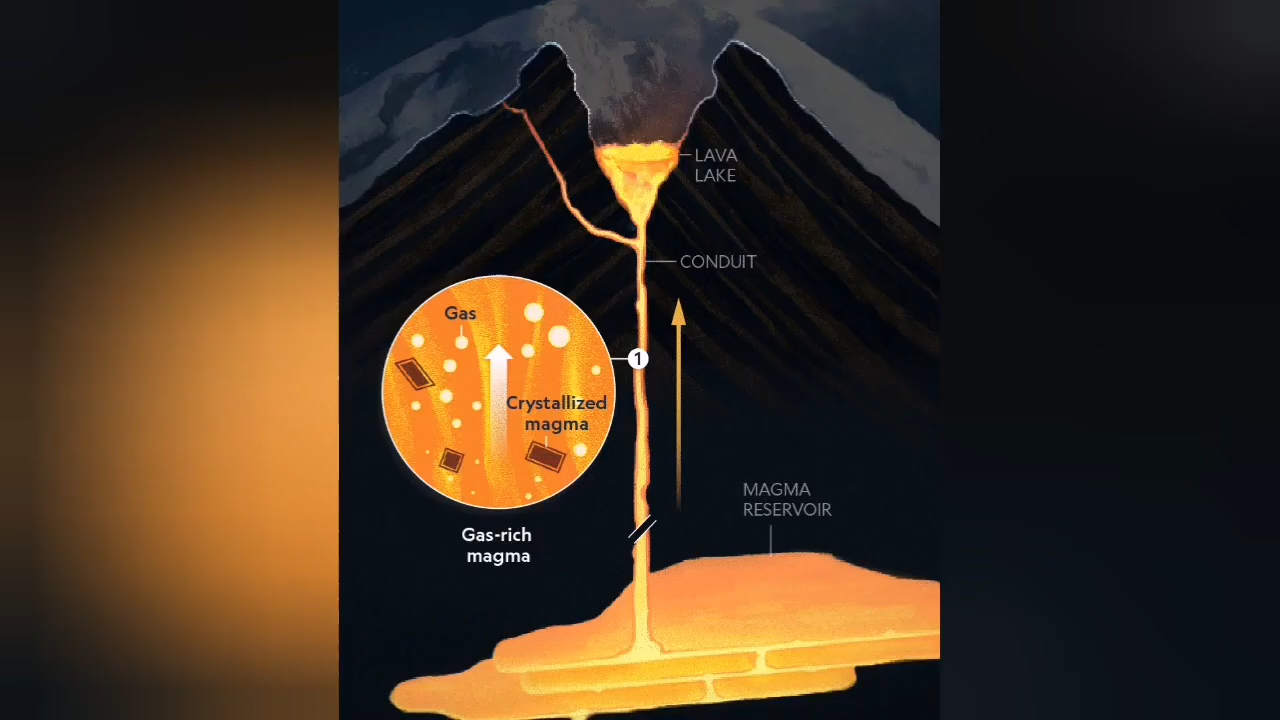 LAVA
LAKE
CONDUIT
Gas
1
Crystallized
magma
MAGMA
RESERVOIR
Gas-rich
magma